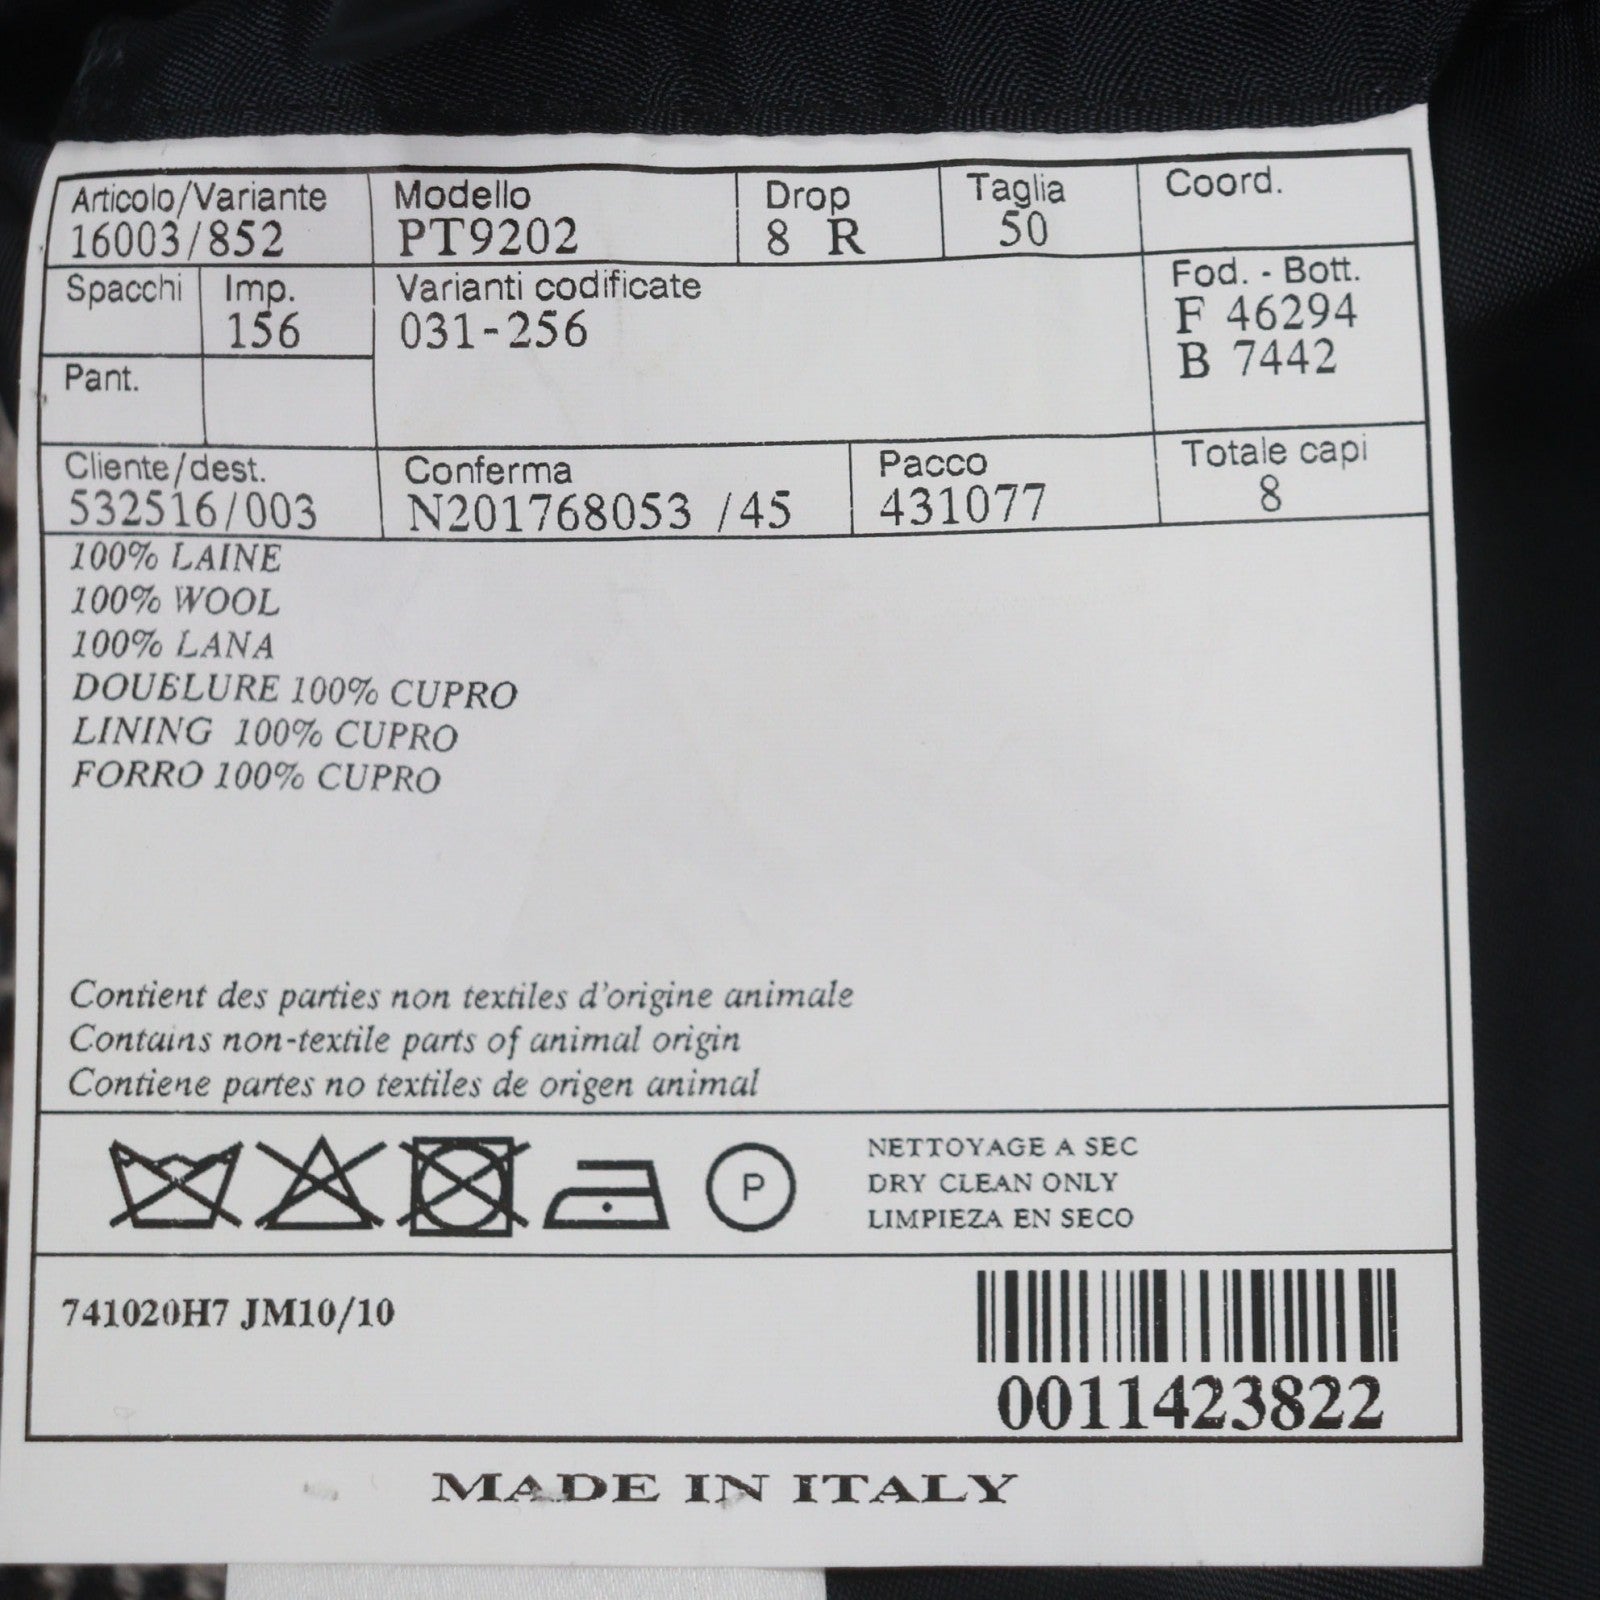 Articolo/Variante Modello Drop Taglia Coord.
16003/852 PT9202 8 R 50
Spacchi Imp. Varianti codificate Fod. - Bott.
156 031-256 F 46294
B 7442
Pant.
Cliente/dest. Conferma Pacco Totale capi
532516/003 N201768053 /45 431077 8
100% LAINE
100% WOOL
100% LANA
DOUBLURE 100% CUPRO
LINING 100% CUPRO
FORRO 100% CUPRO
Contient des parties non textiles d'origine animale
Contains non-textile parts of animal origin
Contiene partes no textiles de origen animal
P
NETTOYAGE A SEC
DRY CLEAN ONLY
LIMPIEZA EN SECO
741020H7 JM10/10
0011423822
MADE IN ITALY